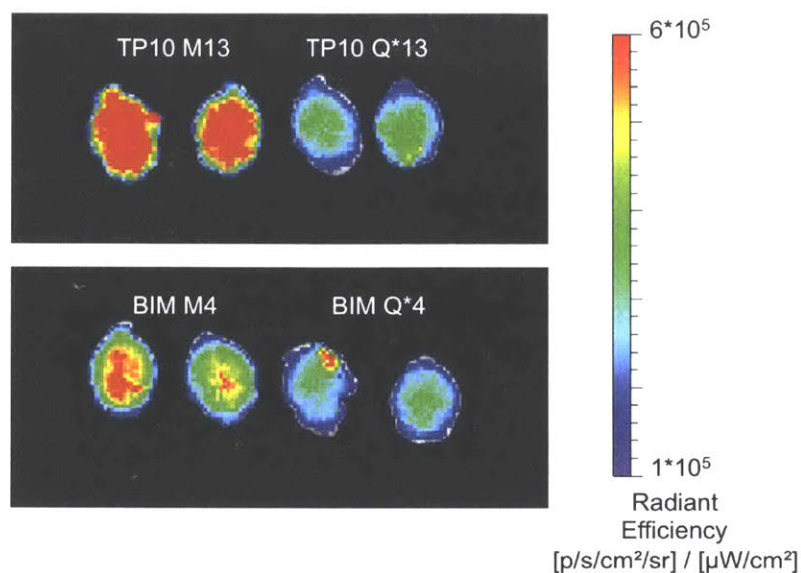 TP10 M13 TP10 Q*13
BIM M4 BIM Q*4
6*10⁵
1*10⁵
Radiant
Efficiency
[p/s/cm²/sr] / [µW/cm²]